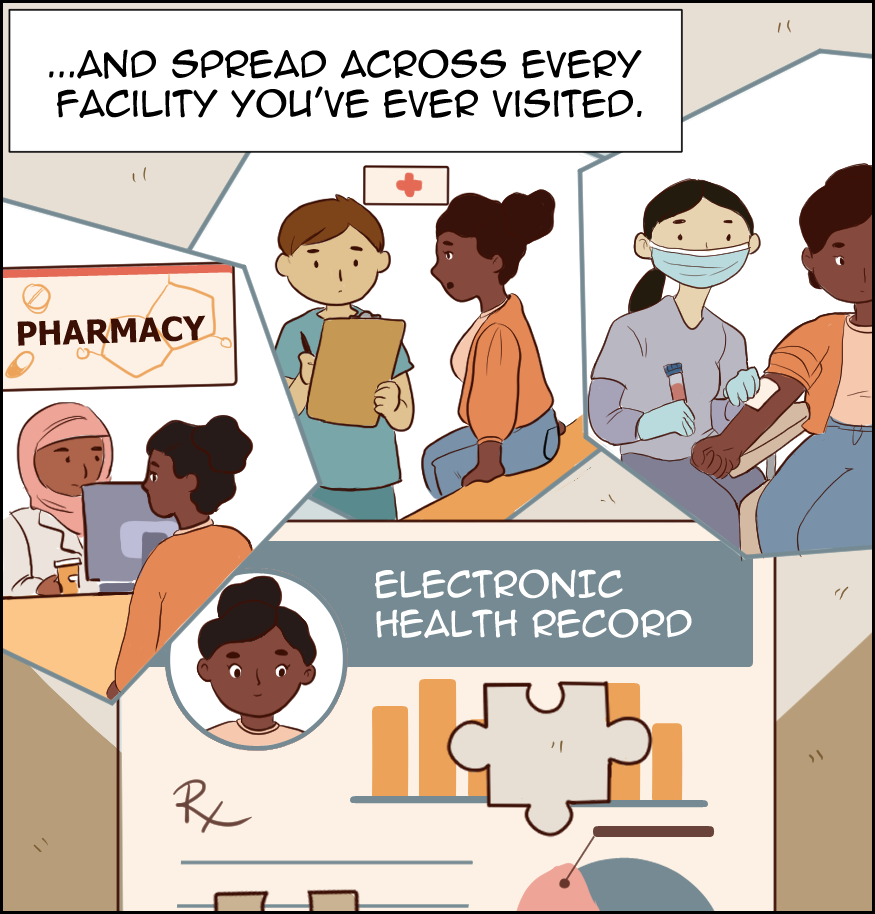 ...AND SPREAD ACROSS EVERY
FACILITY YOU'VE EVER VISITED.
PHARMACY
ELECTRONIC
HEALTH RECORD
Rx